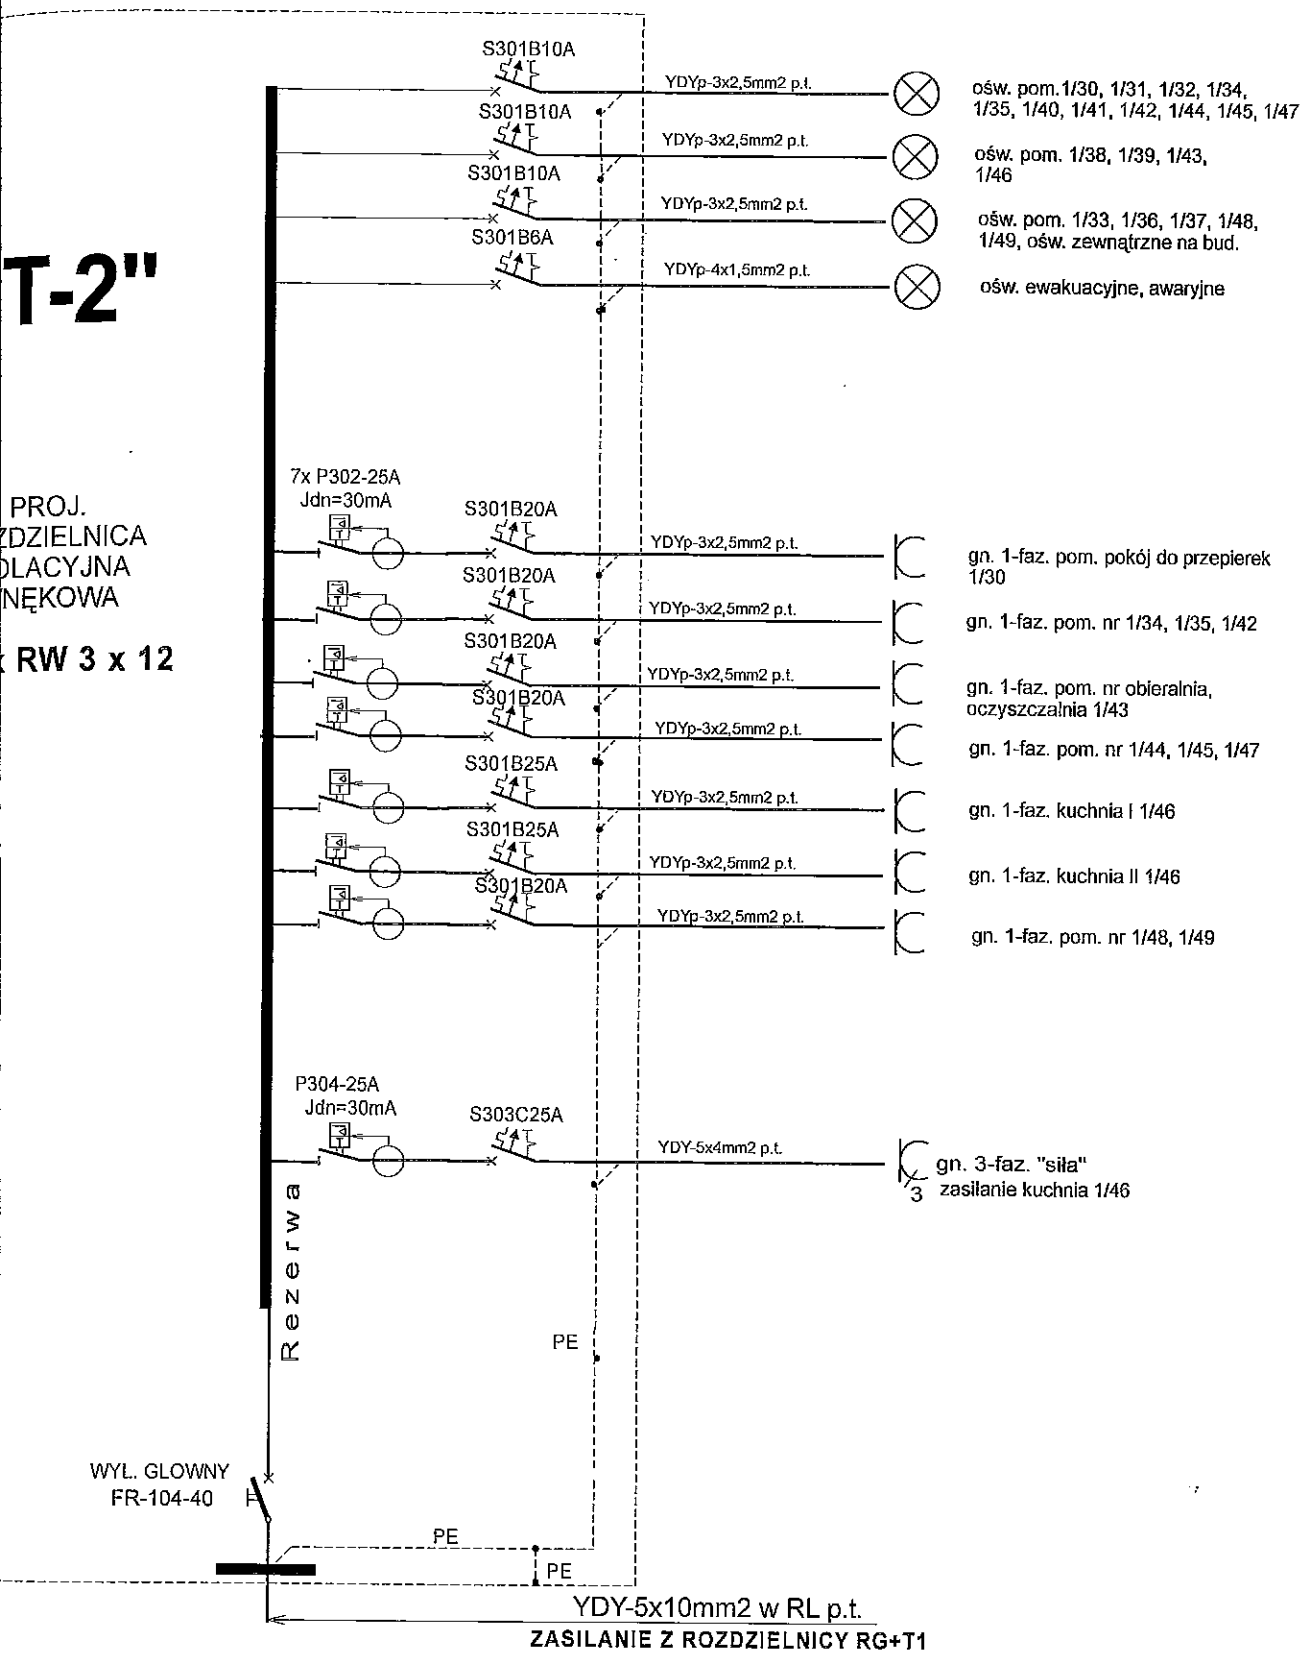 S301B10A
YDYp-3x2,5mm2 p.t.
ośw. pom.1/30, 1/31, 1/32, 1/34,
1/35, 1/40, 1/41, 1/42, 1/44, 1/45, 1/47
S301B10A
YDYp-3x2,5mm2 p.t.
ośw. pom. 1/38, 1/39, 1/43,
1/46
S301B10A
YDYp-3x2,5mm2 p.t.
ośw. pom. 1/33, 1/36, 1/37, 1/48,
1/49, ośw. zewnątrzne na bud.
S301B6A
YDYp-4x1,5mm2 p.t.
ośw. ewakuacyjne, awaryjne
T-2"
PROJ.
ZDZIELNICA
OLACYJNA
NĘKOWA
RW 3 x 12
7x P302-25A
Jdn=30mA
S301B20A
YDYp-3x2,5mm2 p.t.
gn. 1-faz. pom. pokój do przepierek
1/30
S301B20A
YDYp-3x2,5mm2 p.t.
gn. 1-faz. pom. nr 1/34, 1/35, 1/42
S301B20A
YDYp-3x2,5mm2 p.t.
gn. 1-faz. pom. nr obieralnia,
oczyszczalnia 1/43
S301B20A
YDYp-3x2,5mm2 p.t.
gn. 1-faz. pom. nr 1/44, 1/45, 1/47
S301B25A
YDYp-3x2,5mm2 p.t.
gn. 1-faz. kuchnia I 1/46
S301B25A
YDYp-3x2,5mm2 p.t.
gn. 1-faz. kuchnia II 1/46
S301B20A
YDYp-3x2,5mm2 p.t.
gn. 1-faz. pom. nr 1/48, 1/49
P304-25A
Jdn=30mA
S303C25A
YDY-5x4mm2 p.t.
gn. 3-faz. "siła"
3
zasilanie kuchnia 1/46
Rezerwa
PE
WYŁ. GLOWNY
FR-104-40
PE
PE
YDY-5x10mm2 w RL p.t.
ZASILANIE Z ROZDZIELNICY RG+T1